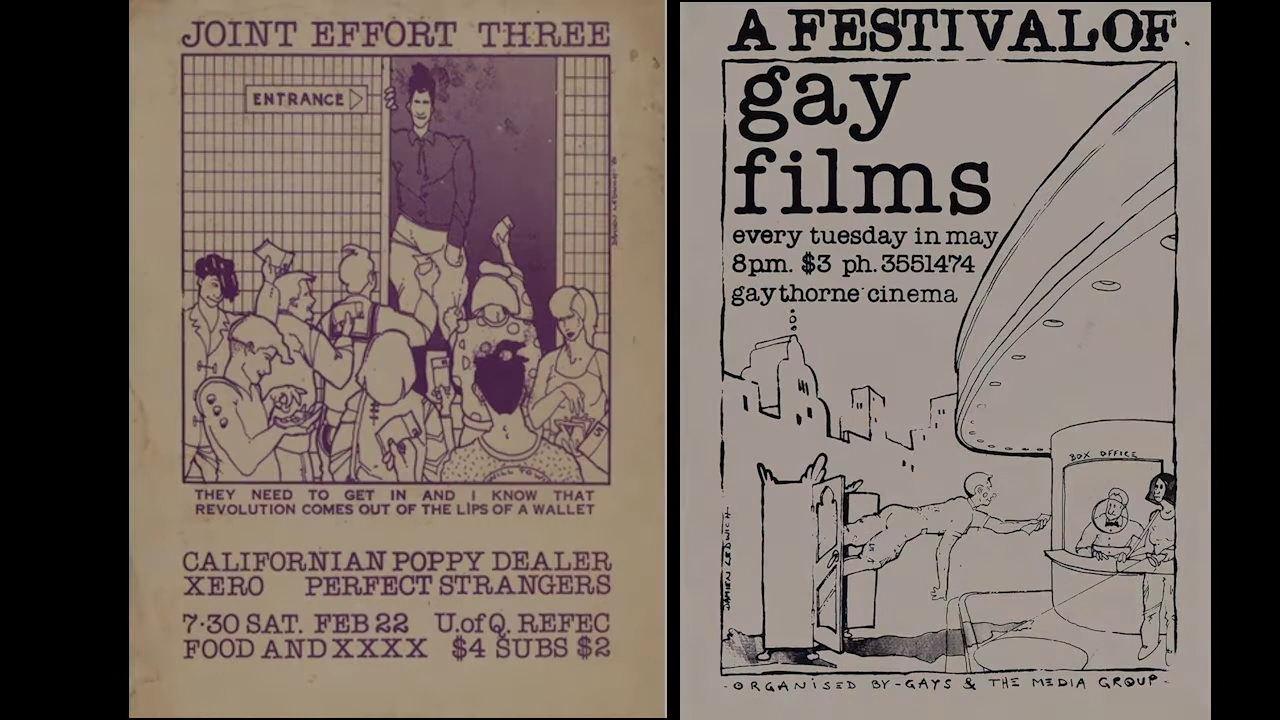 JOINT EFFORT THREE
ENTRANCE
DAMIEN LEDWICH
THEY NEED TO GET IN AND I KNOW THAT
REVOLUTION COMES OUT OF THE LIPS OF A WALLET
CALIFORNIAN POPPY DEALER
XERO PERFECT STRANGERS
7·30 SAT. FEB 22 U.of Q. REFEC
FOOD AND XXXX $4 SUBS $2
A FESTIVAL OF
gay
films
every tuesday in may
8pm. $3 ph. 3551474
gaythorne cinema
BOX OFFICE
DAMIEN LEDWICH
-ORGANISED BY-GAYS & THE MEDIA GROUP-